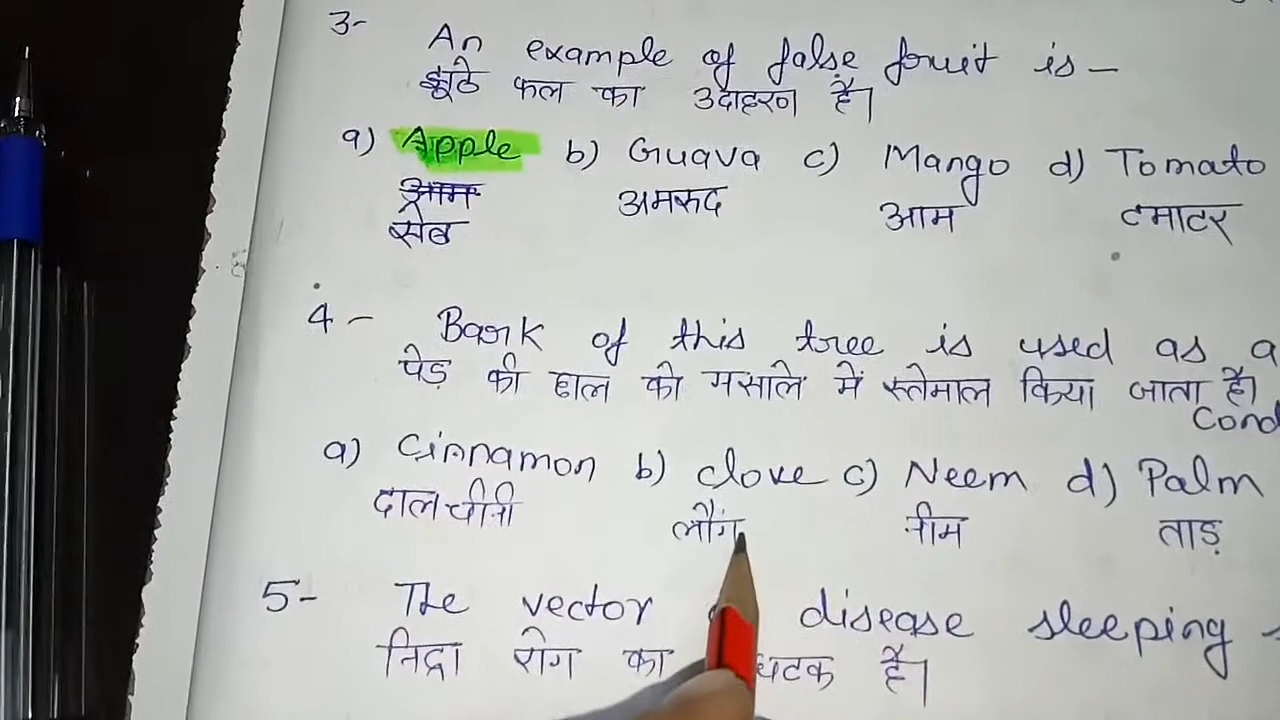 3- An example of false fruit is –
झूठे फल का उदाहरन है।
a) Apple b) Guava c) Mango d) Tomato
आम अमरुद आम टमाटर
सेब
4 – Bark of this tree is used as a
पेड़ की छाल को मसाले में स्तेमाल किया जाता है।
Cond
a) Cinnamon b) clove c) Neem d) Palm
दालचीनी लौंग नीम ताड़
5- The vector disease sleeping
निद्रा रोग का घटक है।